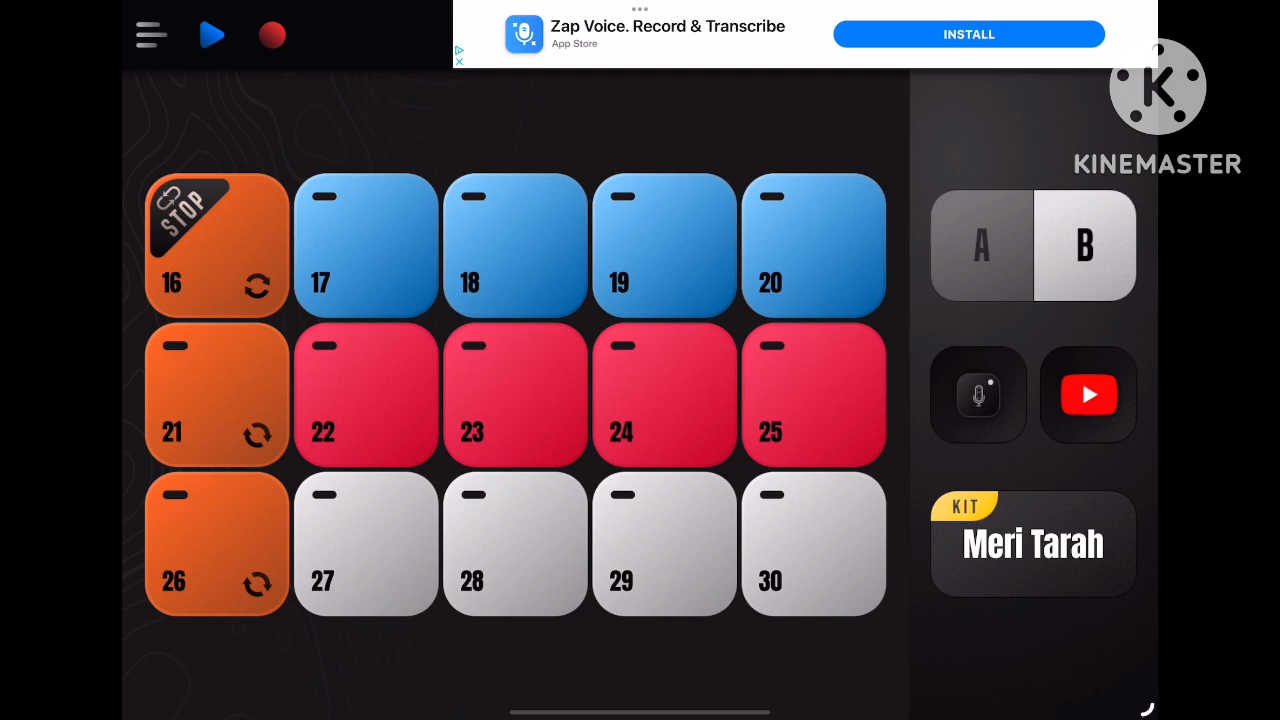 Zap Voice. Record & Transcribe
App Store
INSTALL
K
KINEMASTER
STOP
16
17
18
19
20
A
B
21
22
23
24
25
KIT
Meri Tarah
26
27
28
29
30